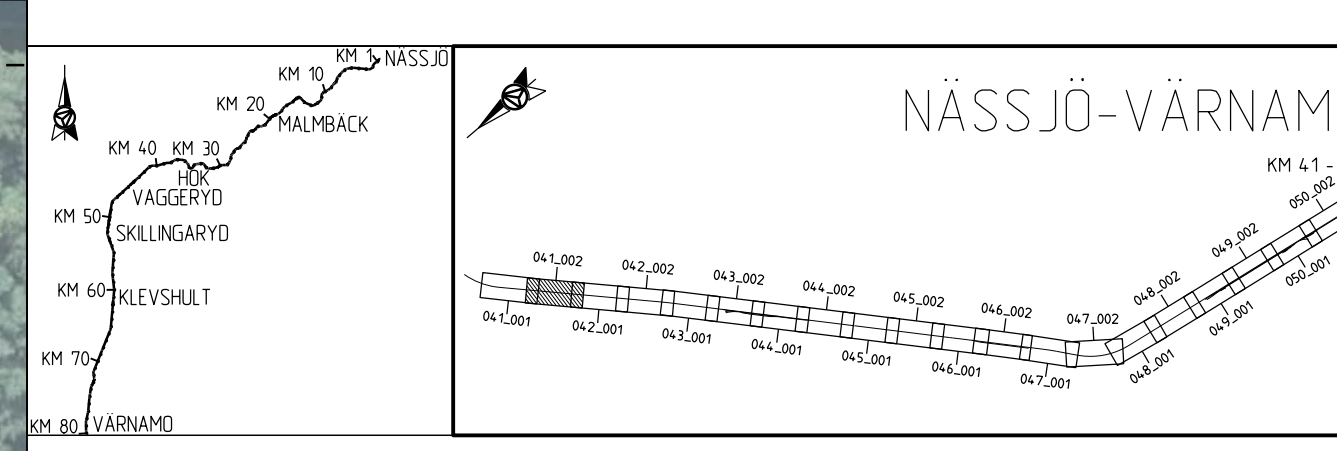 KM 1 NÄSSJÖ
KM 10
KM 20
MALMBÄCK
KM 40 KM 30
HOK
VAGGERYD
KM 50
SKILLINGARYD
KM 60 KLEVSHULT
KM 70
KM 80 VÄRNAMO
NÄSSJÖ-VÄRNAM
KM 41 -
050_002
049_002
050_001
048_002
049_001
041_002
042_002
043_002
044_002
045_002
046_002
047_002
041_001
042_001
043_001
044_001
045_001
046_001
047_001
048_001